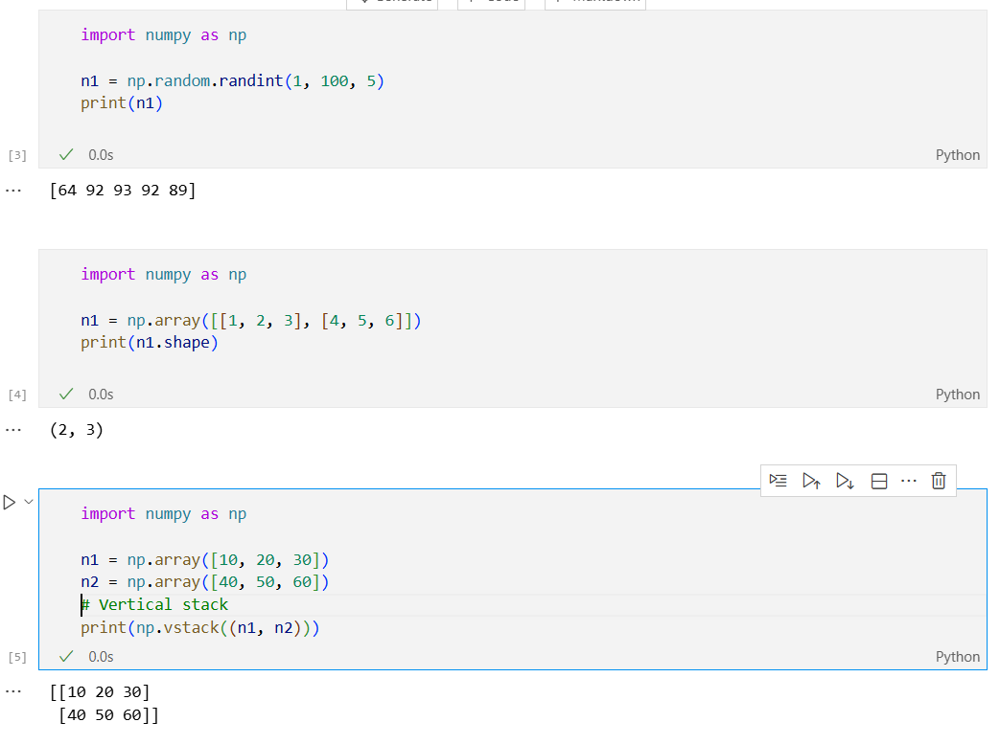 import numpy as np
n1 = np.random.randint(1, 100, 5)
print(n1)
[3] 0.0s Python
[64 92 93 92 89]
import numpy as np
n1 = np.array([[1, 2, 3], [4, 5, 6]])
print(n1.shape)
[4] 0.0s Python
(2, 3)
import numpy as np
n1 = np.array([10, 20, 30])
n2 = np.array([40, 50, 60])
# Vertical stack
print(np.vstack((n1, n2)))
[5] 0.0s Python
[[10 20 30]
 [40 50 60]]